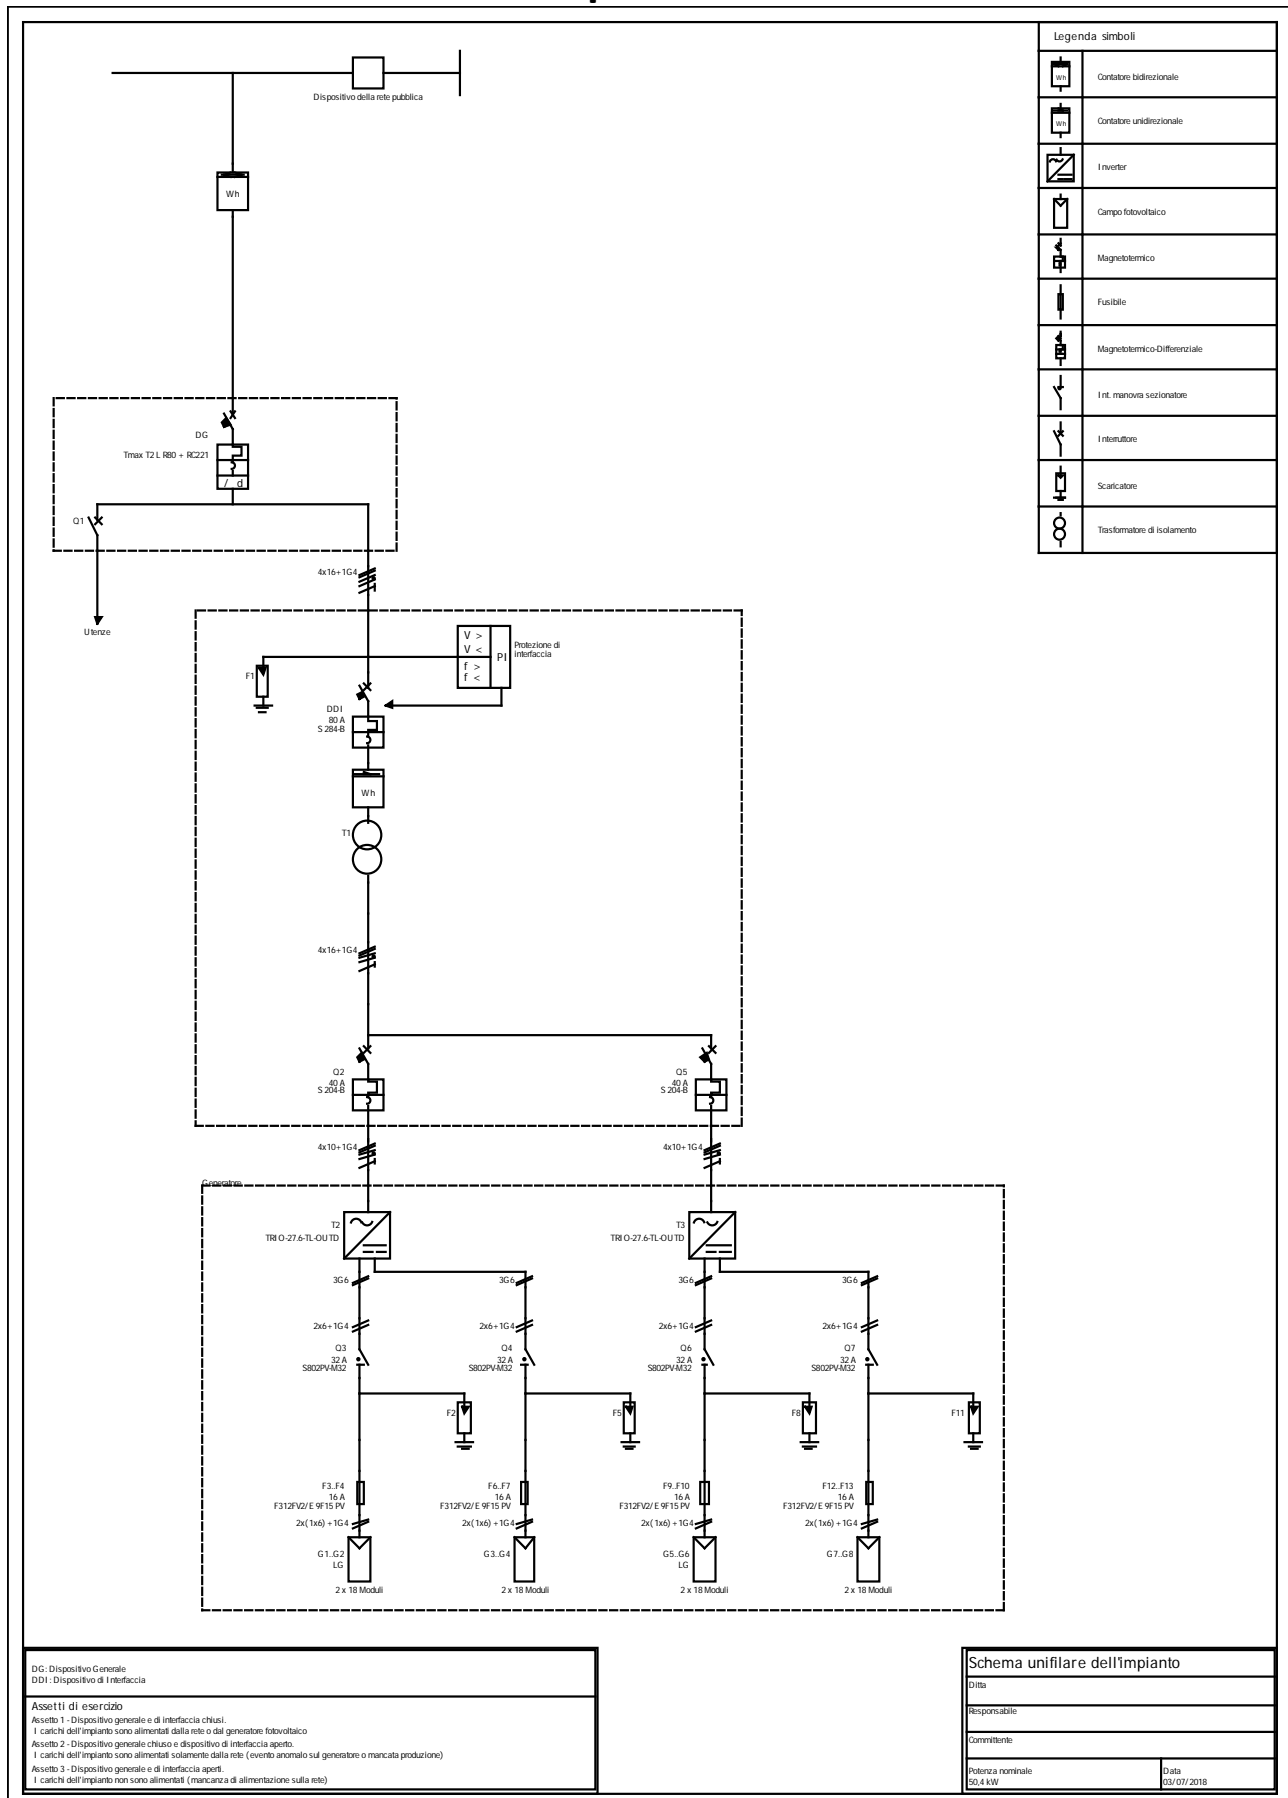 Legenda simboli
Wh
Contatore bidirezionale
Wh
Contatore unidirezionale
Inverter
Campo fotovoltaico
Magnetotermico
Fusibile
Magnetotermico-Differenziale
Int. manovra sezionatore
Interruttore
Scaricatore
Trasformatore di isolamento
Dispositivo della rete pubblica
Wh
DG
Tmax T2 L R80 + RC221
/ d
Q1
Utenze
4x16+1G4
V >
V <
f >
f <
PI
Protezione di
interfaccia
F1
DDI
80 A
S 284-B
Wh
T1
4x16+1G4
Q2
40 A
S 204-B
Q5
40 A
S 204-B
4x10+1G4
4x10+1G4
Generatore
T2
TRIO-27.6-TL-OUTD
T3
TRIO-27.6-TL-OUTD
3G6
3G6
3G6
3G6
2x6+1G4
2x6+1G4
2x6+1G4
2x6+1G4
Q3
32 A
S802PV-M32
Q4
32 A
S802PV-M32
Q6
32 A
S802PV-M32
Q7
32 A
S802PV-M32
F2
F5
F8
F11
F3..F4
16 A
F312FV2/E 9F15 PV
F6..F7
16 A
F312FV2/E 9F15 PV
F9..F10
16 A
F312FV2/E 9F15 PV
F12..F13
16 A
F312FV2/E 9F15 PV
2x(1x6)+1G4
2x(1x6)+1G4
2x(1x6)+1G4
2x(1x6)+1G4
G1..G2
LG
G3..G4
G5..G6
LG
G7..G8
2 x 18 Moduli
2 x 18 Moduli
2 x 18 Moduli
2 x 18 Moduli
DG: Dispositivo Generale
DDI: Dispositivo di Interfaccia
Assetti di esercizio
Assetto 1 - Dispositivo generale e di interfaccia chiusi.
I carichi dell'impianto sono alimentati dalla rete o dal generatore fotovoltaico
Assetto 2 - Dispositivo generale chiuso e dispositivo di interfaccia aperto.
I carichi dell'impianto sono alimentati solamente dalla rete (evento anomalo sul generatore o mancata produzione)
Assetto 3 - Dispositivo generale e di interfaccia aperti.
I carichi dell'impianto non sono alimentati (mancanza di alimentazione sulla rete)
Schema unifilare dell'impianto
Ditta
Responsabile
Committente
Potenza nominale
50,4 kW
Data
03/07/2018